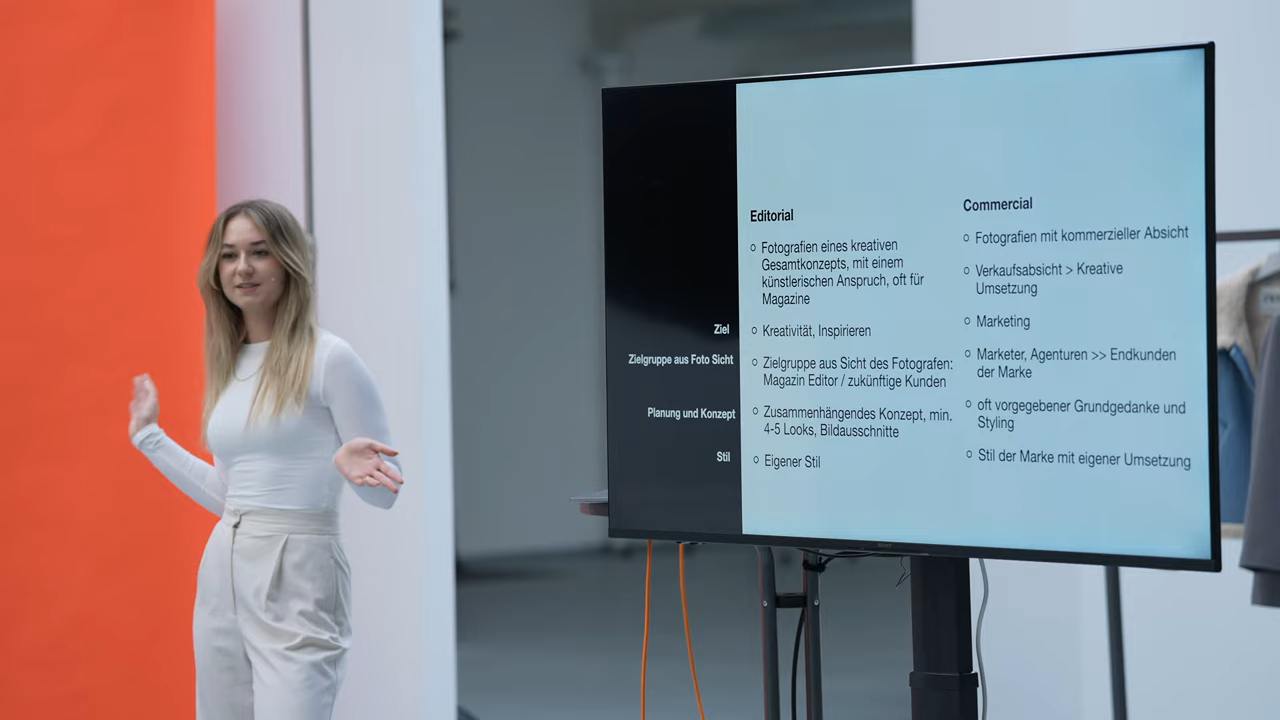 Ziel
Zielgruppe aus Foto Sicht
Planung und Konzept
Stil
Editorial
Fotografien eines kreativen
Gesamtkonzepts, mit einem
künstlerischen Anspruch, oft für
Magazine
Kreativität, Inspirieren
Zielgruppe aus Sicht des Fotografen:
Magazin Editor / zukünftige Kunden
Zusammenhängendes Konzept, min.
4-5 Looks, Bildausschnitte
Eigener Stil
Commercial
Fotografien mit kommerzieller Absicht
Verkaufsabsicht > Kreative
Umsetzung
Marketing
Marketer, Agenturen >> Endkunden
der Marke
oft vorgegebener Grundgedanke und
Styling
Stil der Marke mit eigener Umsetzung
SONY